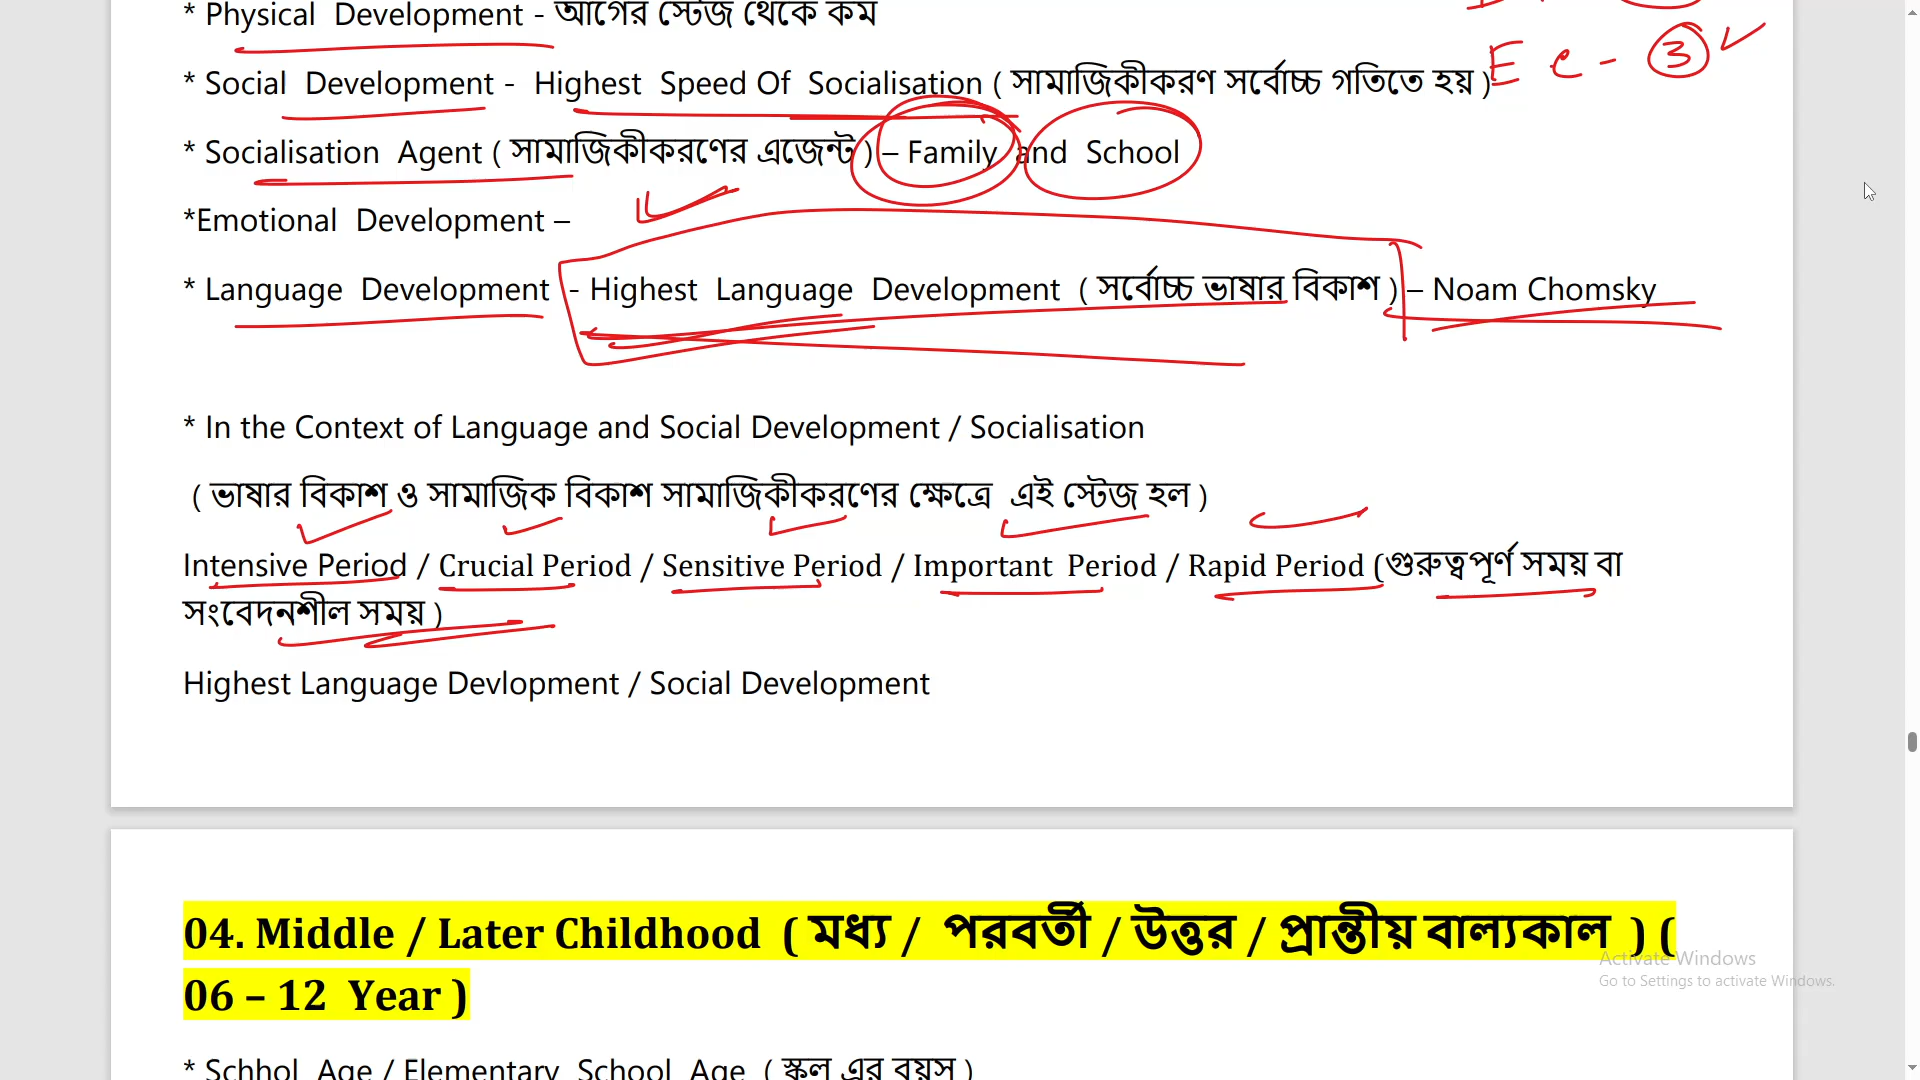 * Physical Development - আগের স্টেজ থেকে কম
E e - 3
* Social Development - Highest Speed Of Socialisation ( সামাজিকীকরণ সর্বোচ্চ গতিতে হয় )
* Socialisation Agent ( সামাজিকীকরণের এজেন্ট ) – Family and School
*Emotional Development –
* Language Development - Highest Language Development ( সর্বোচ্চ ভাষার বিকাশ ) – Noam Chomsky
* In the Context of Language and Social Development / Socialisation
( ভাষার বিকাশ ও সামাজিক বিকাশ সামাজিকীকরণের ক্ষেত্রে এই স্টেজ হল )
Intensive Period / Crucial Period / Sensitive Period / Important Period / Rapid Period (গুরুত্বপূর্ণ সময় বা
সংবেদনশীল সময় )
Highest Language Devlopment / Social Development
04. Middle / Later Childhood ( মধ্য / পরবর্তী / উত্তর / প্রান্তীয় বাল্যকাল ) (
06 – 12 Year )
Activate Windows
Go to Settings to activate Windows.
* Schhol Age / Elementary School Age ( স্কুল এর বয়স )